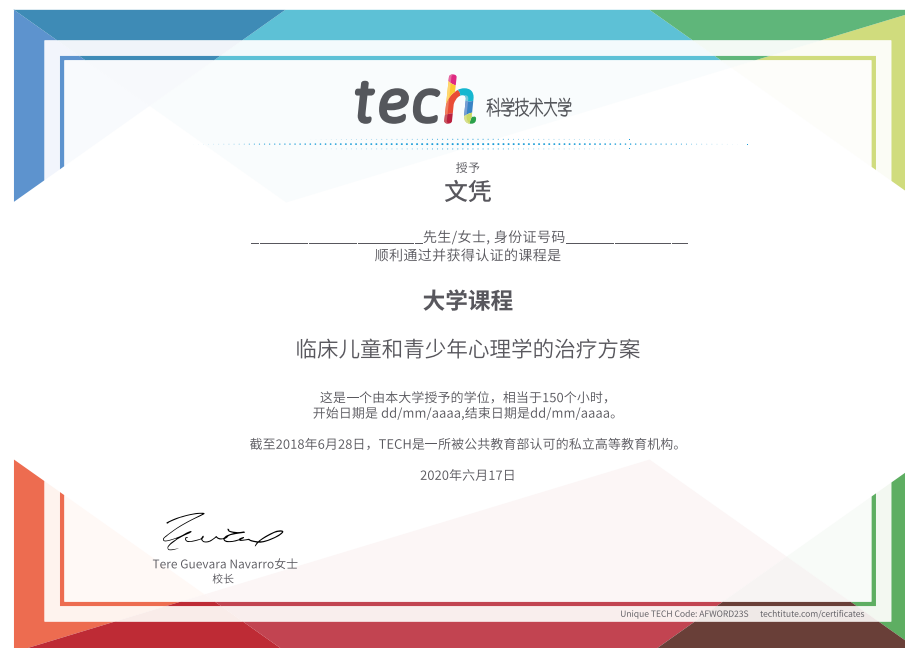 tech 科学技术大学
授予
文凭
_______________________先生/女士, 身份证号码________________
顺利通过并获得认证的课程是
大学课程
临床儿童和青少年心理学的治疗方案
这是一个由本大学授予的学位，相当于150个小时，
开始日期是 dd/mm/aaaa,结束日期是dd/mm/aaaa。
截至2018年6月28日，TECH是一所被公共教育部认可的私立高等教育机构。
2020年六月17日
Tere Guevara Navarro女士
校长
Unique TECH Code: AFWORD23S techtitute.com/certificates